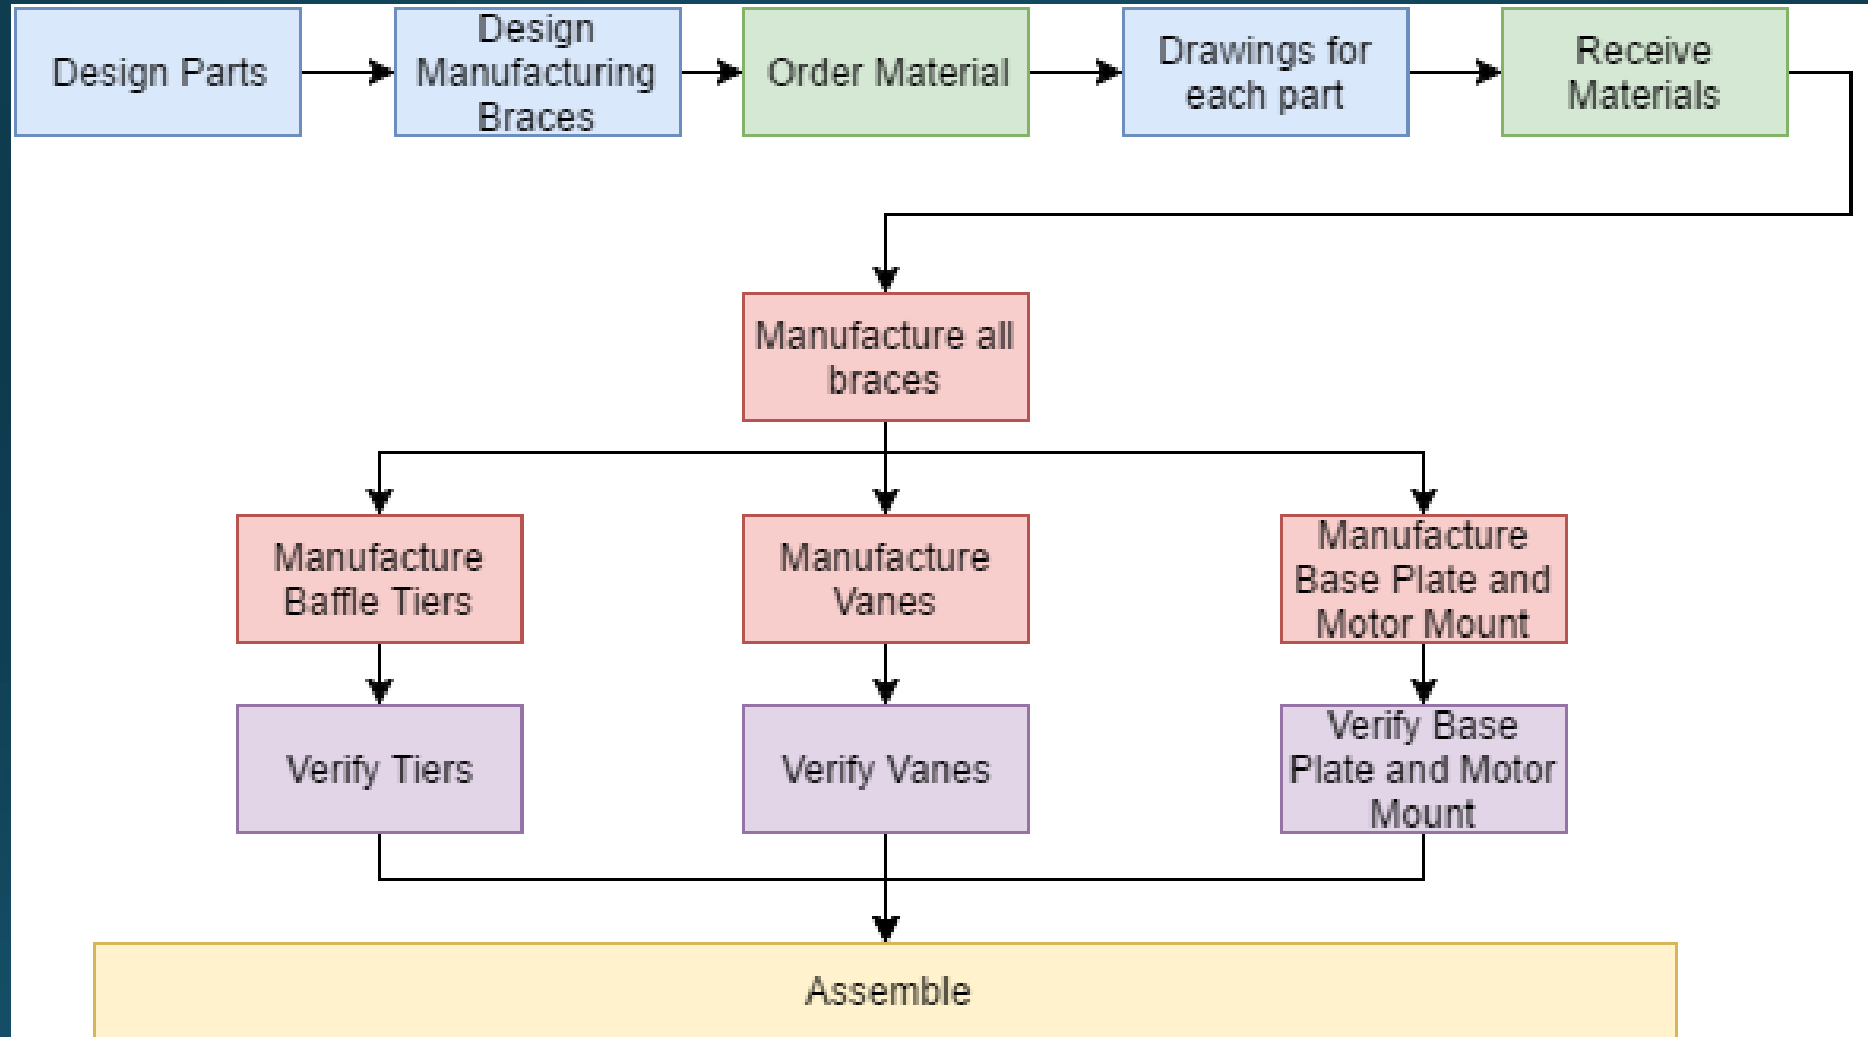 Design Parts
Design
Manufacturing
Braces
Order Material
Drawings for
each part
Receive
Materials
Manufacture all
braces
Manufacture
Baffle Tiers
Manufacture
Vanes
Manufacture
Base Plate and
Motor Mount
Verify Tiers
Verify Vanes
Verify Base
Plate and Motor
Mount
Assemble